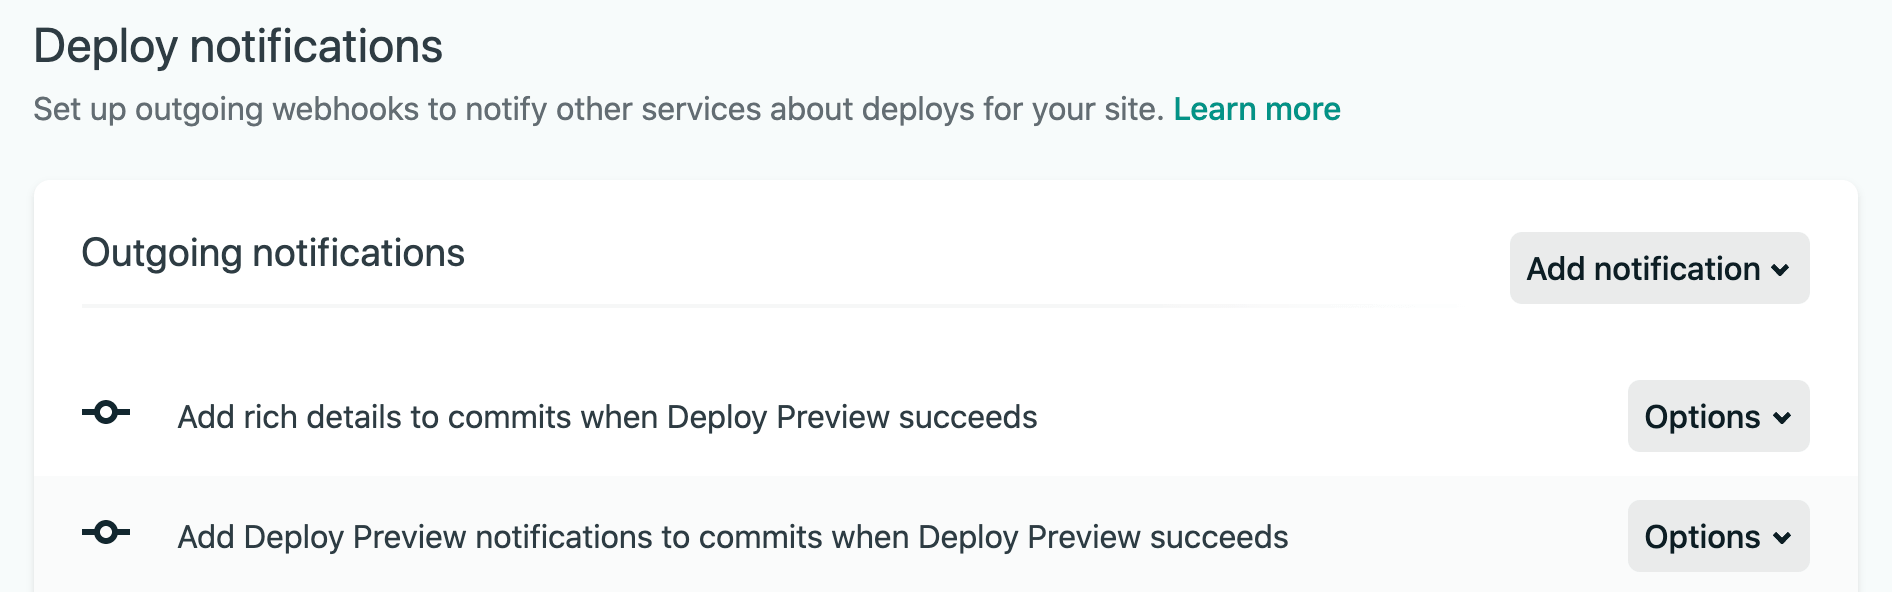 Deploy notifications
Set up outgoing webhooks to notify other services about deploys for your site. Learn more
Outgoing notifications
Add notification
Add rich details to commits when Deploy Preview succeeds
Options
Add Deploy Preview notifications to commits when Deploy Preview succeeds
Options